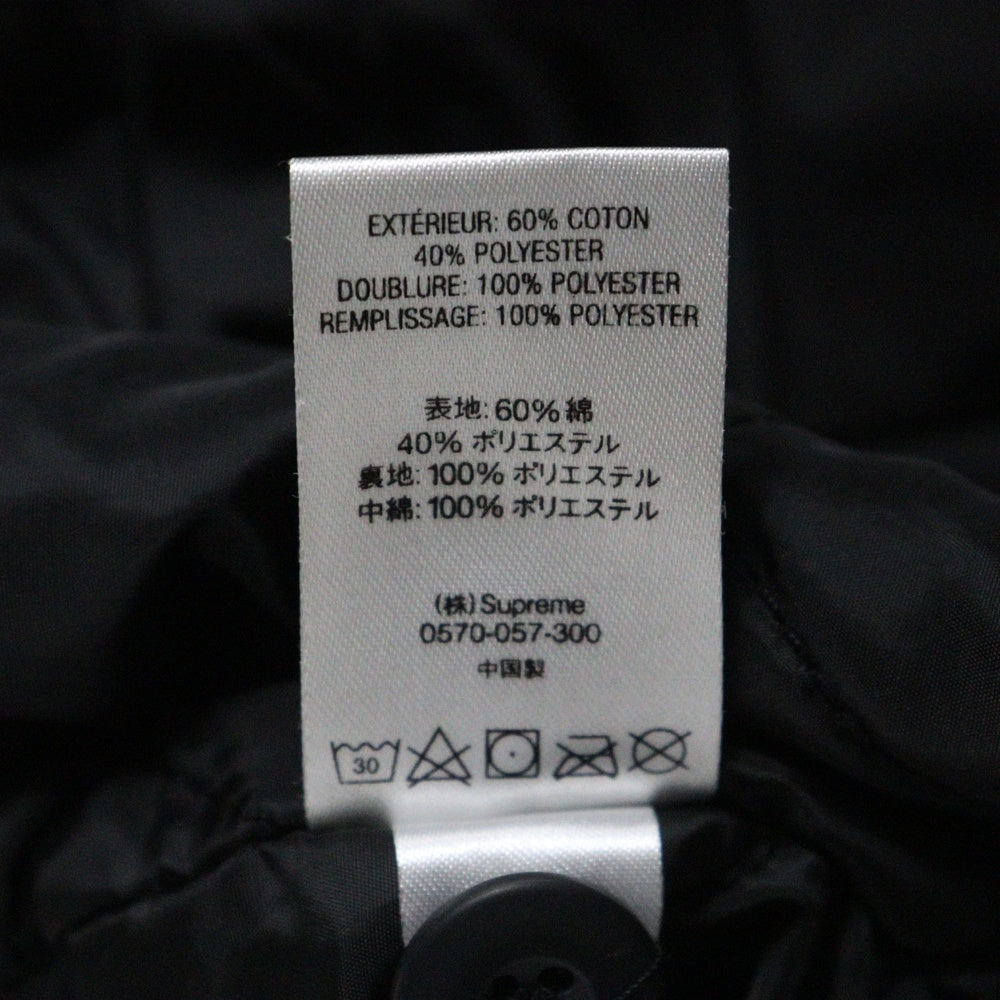 EXTÉRIEUR: 60% COTON
40% POLYESTER
DOUBLURE: 100% POLYESTER
REMPLISSAGE: 100% POLYESTER
表地: 60% 綿
40% ポリエステル
裏地: 100% ポリエステル
中綿: 100% ポリエステル
(株) Supreme
0570-057-300
中国製
30